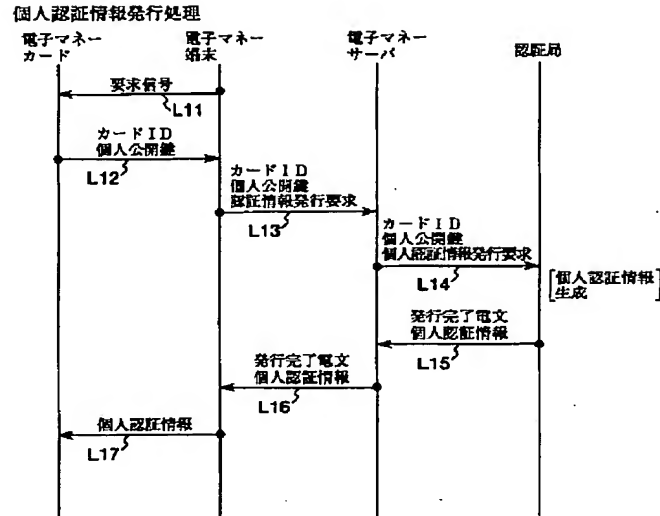 個人認証情報発行処理
電子マネー
カード
電子マネー
端末
電子マネー
サーバ
認証局
要求信号
L11
カードID
個人公開鍵
L12
カードID
個人公開鍵
認証情報発行要求
L13
カードID
個人公開鍵
個人認証情報発行要求
L14
個人認証情報
生成
発行完了電文
個人認証情報
L15
発行完了電文
個人認証情報
L16
個人認証情報
L17